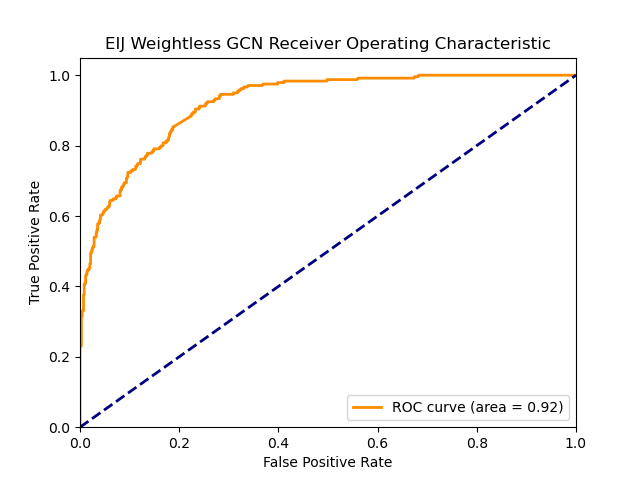 EIJ Weightless GCN Receiver Operating Characteristic
1.0
0.8
0.6
0.4
0.2
0.0
True Positive Rate
ROC curve (area = 0.92)
0.0 0.2 0.4 0.6 0.8 1.0
False Positive Rate